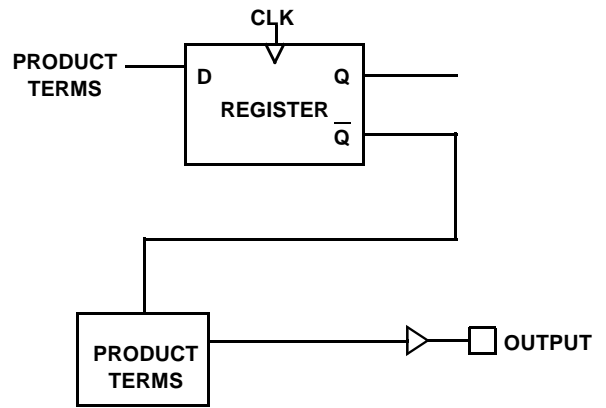 CLK
PRODUCT
TERMS
D
Q
REGISTER
Q̅
PRODUCT
TERMS
OUTPUT